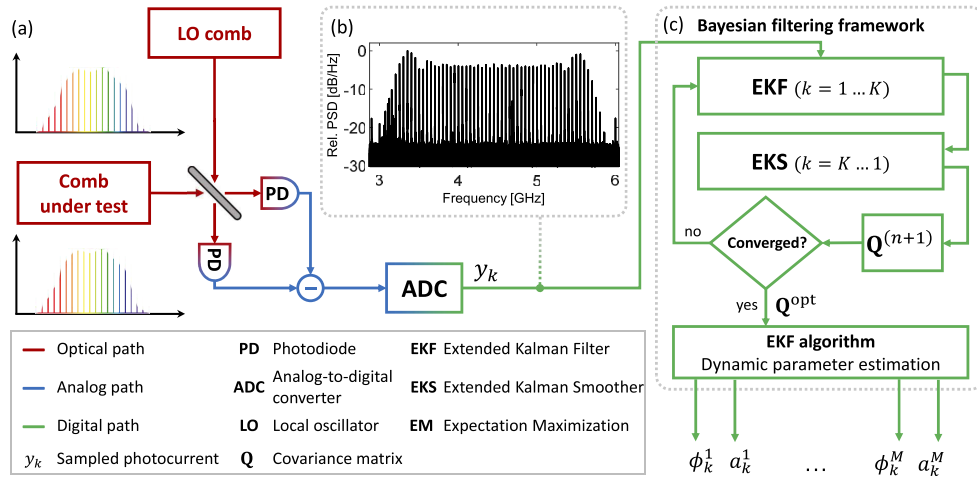 (a)
LO comb
Comb
under test
PD
PD
−
ADC
y_k
(b)
Rel. PSD [dB/Hz]
0
-10
-20
-30
3
4
5
6
Frequency [GHz]
(c)
Bayesian filtering framework
EKF (k = 1 … K)
EKS (k = K … 1)
no
Converged?
Q^(n+1)
yes
Q^opt
EKF algorithm
Dynamic parameter estimation
ϕ_k^1 a_k^1 … ϕ_k^M a_k^M
Optical path
Analog path
Digital path
y_k Sampled photocurrent
PD Photodiode
ADC Analog-to-digital
converter
LO Local oscillator
Q Covariance matrix
EKF Extended Kalman Filter
EKS Extended Kalman Smoother
EM Expectation Maximization